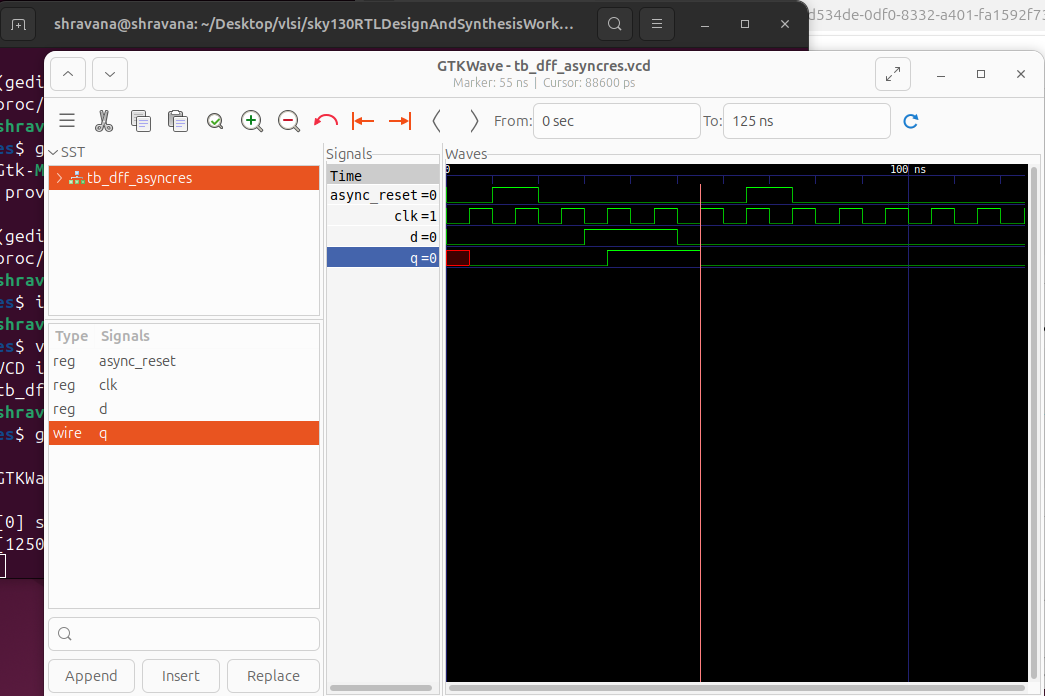 shravana@shravana: ~/Desktop/vlsi/sky130RTLDesignAndSynthesisWork...
d534de-0df0-8332-a401-fa1592f73
GTKWave - tb_dff_asyncres.vcd
Marker: 55 ns | Cursor: 88600 ps
From: 0 sec To: 125 ns
(gedi
proc/
shrav
es$ g
Gtk-M
prov
(gedi
proc/
shrav
es$ i
shrav
es$ v
VCD i
tb_df
shrav
es$ g
GTKWa
[0] s
[1250
SST
tb_dff_asyncres
Type Signals
reg async_reset
reg clk
reg d
wire q
Append Insert Replace
Signals
Time
async_reset=0
clk=1
d=0
q=0
Waves
0 100 ns